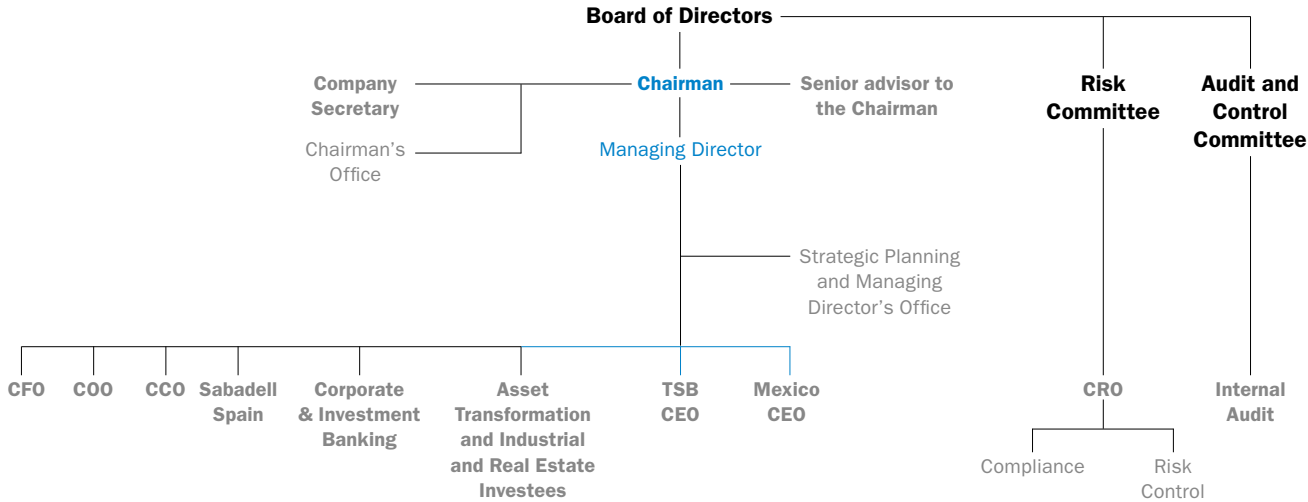 Board of Directors
Company
Secretary
Chairman
Senior advisor to
the Chairman
Risk
Committee
Audit and
Control
Committee
Chairman's
Office
Managing Director
Strategic Planning
and Managing
Director's Office
CFO
COO
CCO
Sabadell
Spain
Corporate
& Investment
Banking
Asset
Transformation
and Industrial
and Real Estate
Investees
TSB
CEO
Mexico
CEO
CRO
Internal
Audit
Compliance
Risk
Control